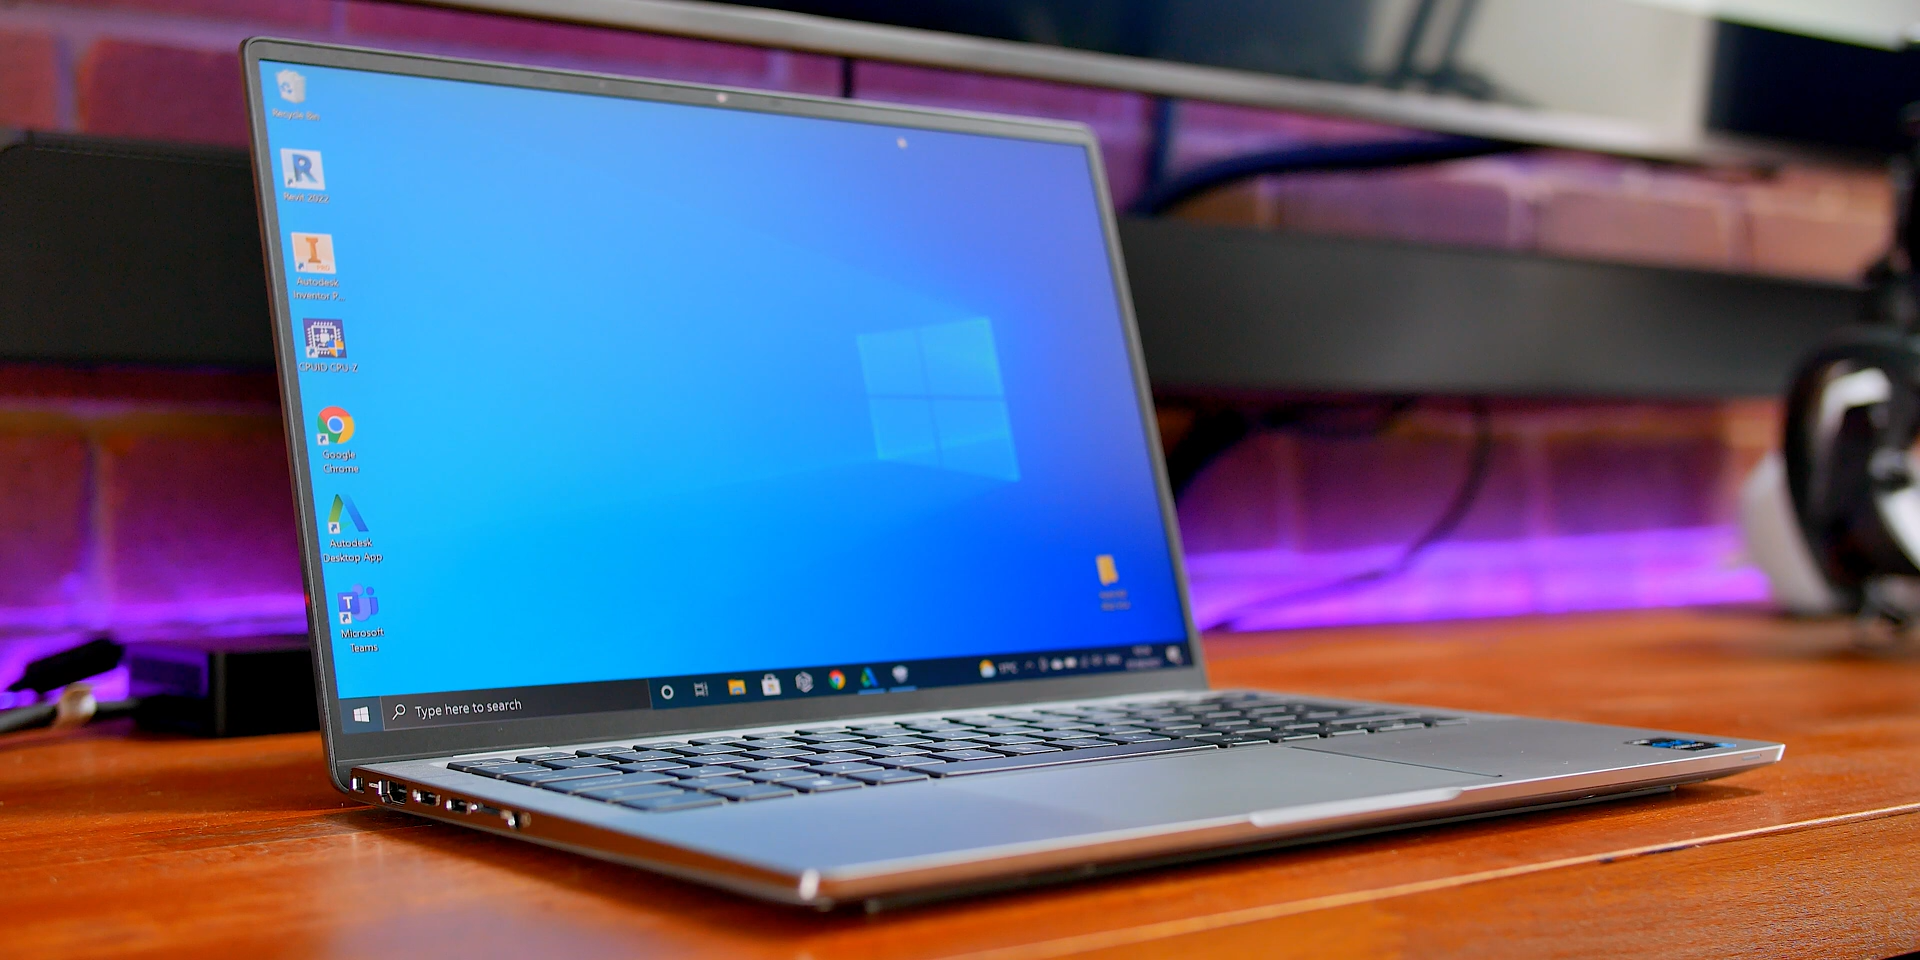 Recycle Bin
Revit 2022
I
PRO
Autodesk
Inventor P...
CPUID CPU-Z
Google
Chrome
Autodesk
Desktop App
T
Microsoft
Teams
Type here to search